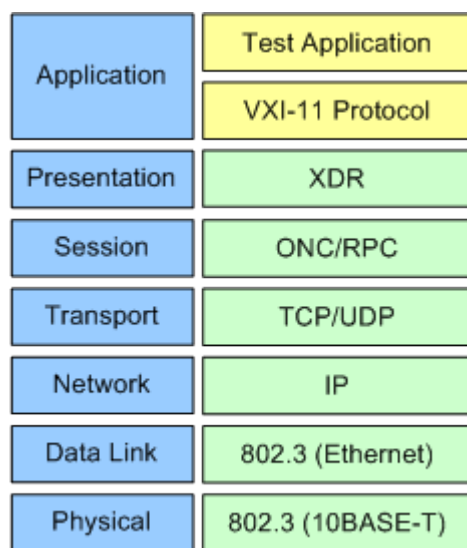 Application
Test Application
VXI-11 Protocol
Presentation
XDR
Session
ONC/RPC
Transport
TCP/UDP
Network
IP
Data Link
802.3 (Ethernet)
Physical
802.3 (10BASE-T)